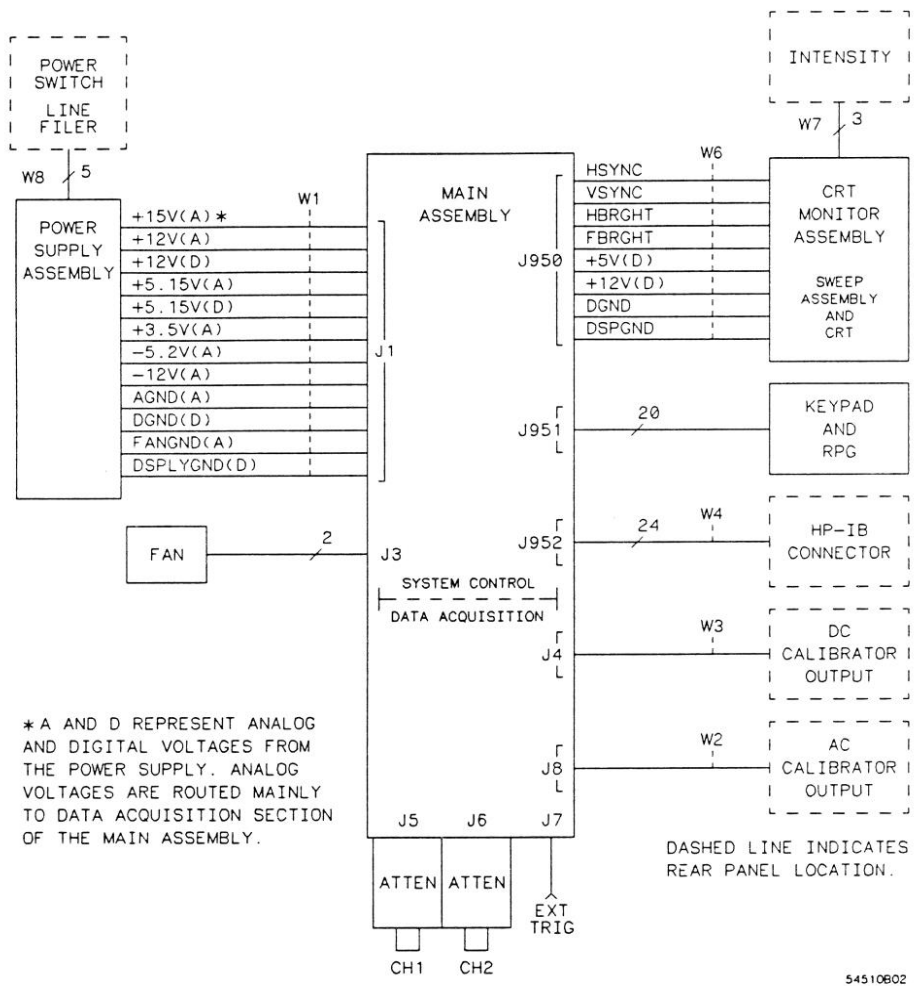 POWER
SWITCH
LINE
FILER
W8
5
POWER
SUPPLY
ASSEMBLY
W1
+15V(A)*
+12V(A)
+12V(D)
+5.15V(A)
+5.15V(D)
+3.5V(A)
-5.2V(A)
-12V(A)
AGND(A)
DGND(D)
FANGND(A)
DSPLYGND(D)
J1
FAN
2
J3
MAIN
ASSEMBLY
J950
J951
J952
SYSTEM CONTROL
DATA ACQUISITION
J4
J8
J5
J6
J7
ATTEN
ATTEN
CH1
CH2
EXT
TRIG
W6
HSYNC
VSYNC
HBRGHT
FBRGHT
+5V(D)
+12V(D)
DGND
DSPGND
INTENSITY
W7
3
CRT
MONITOR
ASSEMBLY
SWEEP
ASSEMBLY
AND
CRT
20
KEYPAD
AND
RPG
24
W4
HP-IB
CONNECTOR
W3
DC
CALIBRATOR
OUTPUT
W2
AC
CALIBRATOR
OUTPUT
*A AND D REPRESENT ANALOG
AND DIGITAL VOLTAGES FROM
THE POWER SUPPLY. ANALOG
VOLTAGES ARE ROUTED MAINLY
TO DATA ACQUISITION SECTION
OF THE MAIN ASSEMBLY.
DASHED LINE INDICATES
REAR PANEL LOCATION.
54510B02